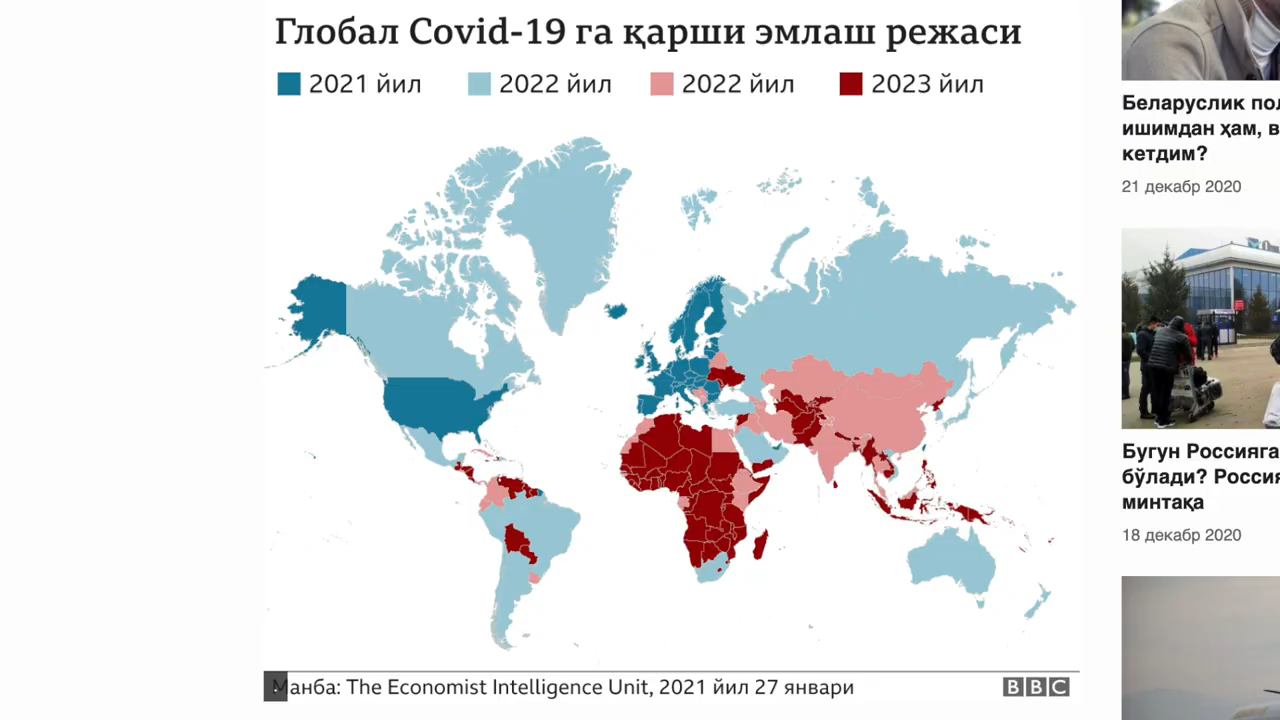 Глобал Covid-19 га қарши эмлаш режаси
2021 йил
2022 йил
2022 йил
2023 йил
Манба: The Economist Intelligence Unit, 2021 йил 27 январи
BBC
Беларуслик
ишимдан ҳам,
кетдим?
21 декабр 2020
Бугун Россияга
бўлади?
минтақа
18 декабр 2020